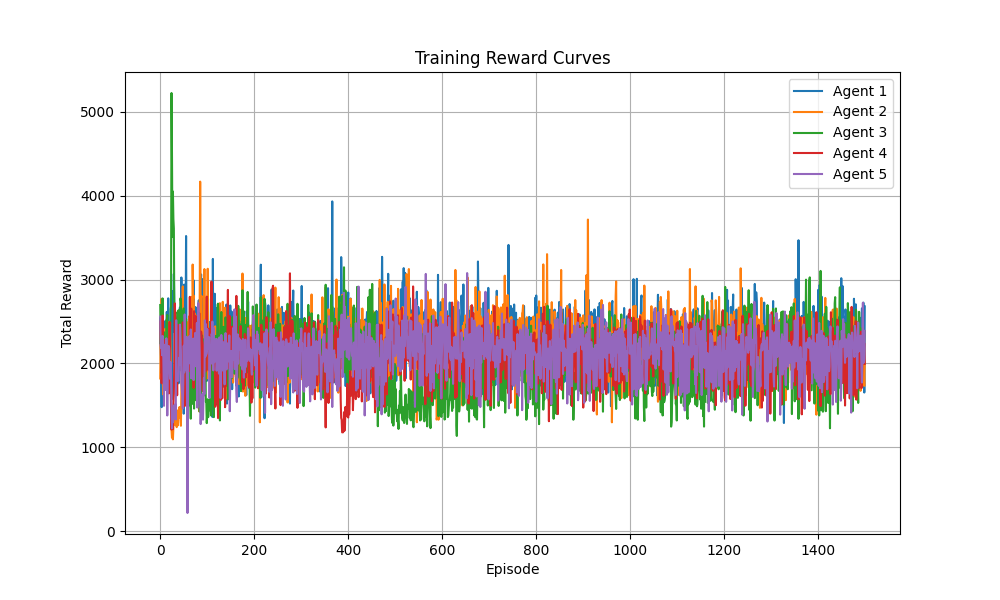 Training Reward Curves
Total Reward
5000
4000
3000
2000
1000
0
0 200 400 600 800 1000 1200 1400
Episode
Agent 1
Agent 2
Agent 3
Agent 4
Agent 5